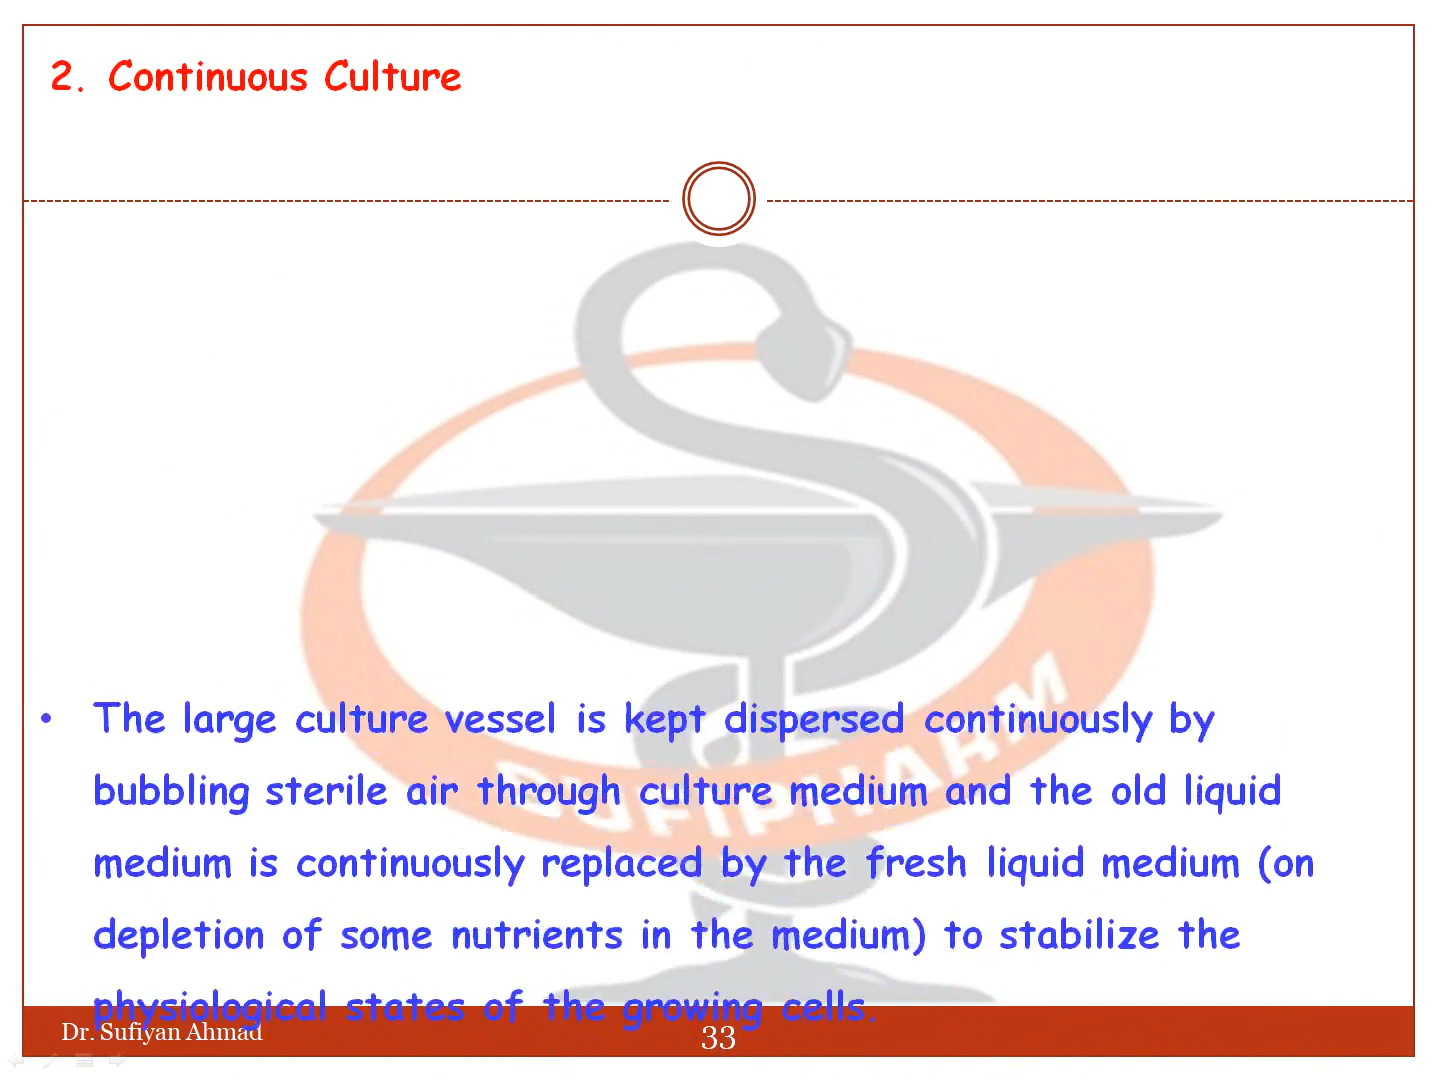 2. Continuous Culture
• The large culture vessel is kept dispersed continuously by
bubbling sterile air through culture medium and the old liquid
medium is continuously replaced by the fresh liquid medium (on
depletion of some nutrients in the medium) to stabilize the
physiological states of the growing cells.
SUFIPHARM
Dr. Sufiyan Ahmad
33